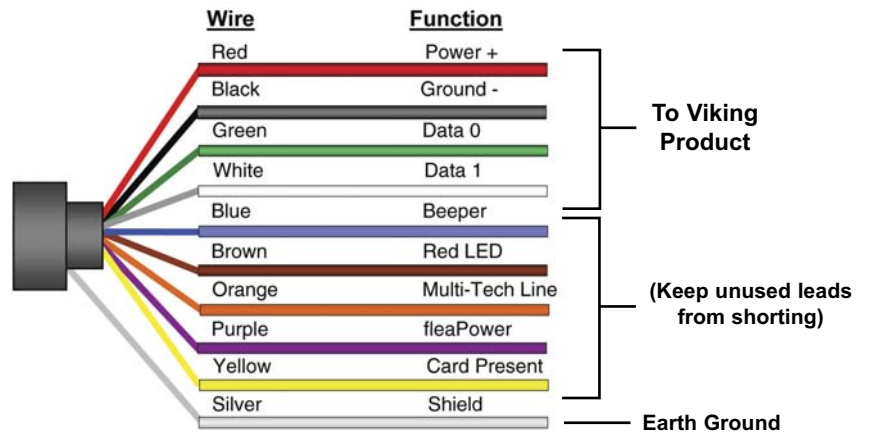 Wire Function
Red Power +
Black Ground -
Green Data 0
White Data 1
Blue Beeper
Brown Red LED
Orange Multi-Tech Line
Purple fleaPower
Yellow Card Present
Silver Shield
To Viking
Product
(Keep unused leads
from shorting)
Earth Ground